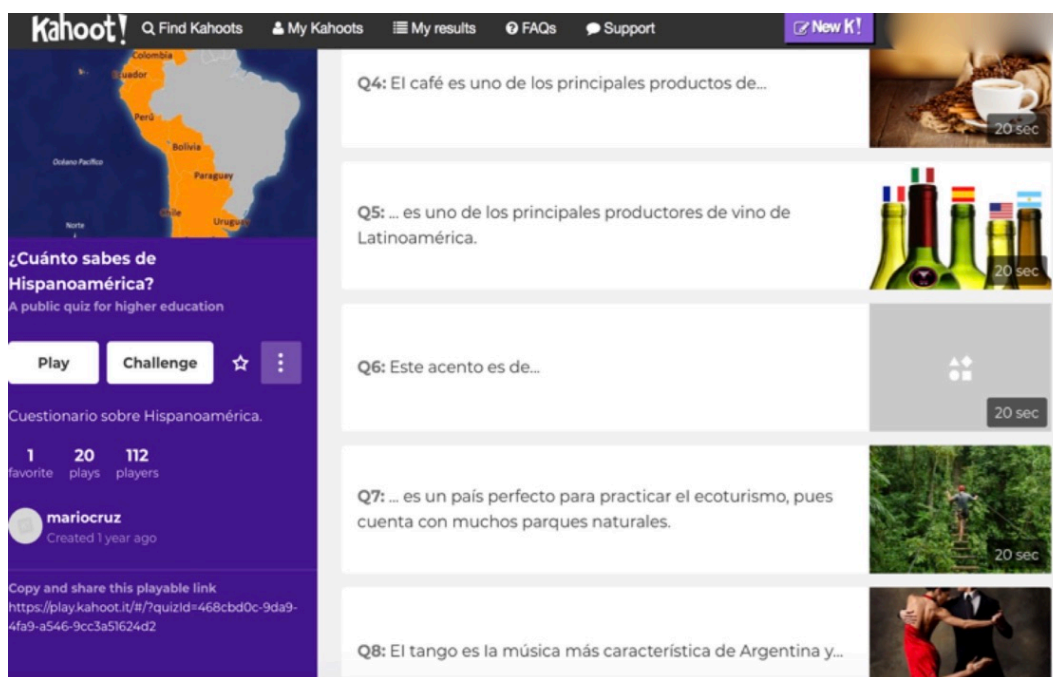 Kahoot! Find Kahoots My Kahoots My results FAQs Support New K!
Colombia
Ecuador
Perú
Bolivia
Océano Pacífico
Paraguay
Chile
Norte
Uruguay
¿Cuánto sabes de
Hispanoamérica?
A public quiz for higher education
Play Challenge
Cuestionario sobre Hispanoamérica.
1 20 112
favorite plays players
mariocruz
Created 1 year ago
Copy and share this playable link
https://play.kahoot.it/#/?quizId=468cbd0c-9da9-
4fa9-a546-9cc3a51624d2
Q4: El café es uno de los principales productos de...
20 sec
Q5: ... es uno de los principales productores de vino de
Latinoamérica.
20 sec
Q6: Este acento es de...
20 sec
Q7: ... es un país perfecto para practicar el ecoturismo, pues
cuenta con muchos parques naturales.
20 sec
Q8: El tango es la música más característica de Argentina y...